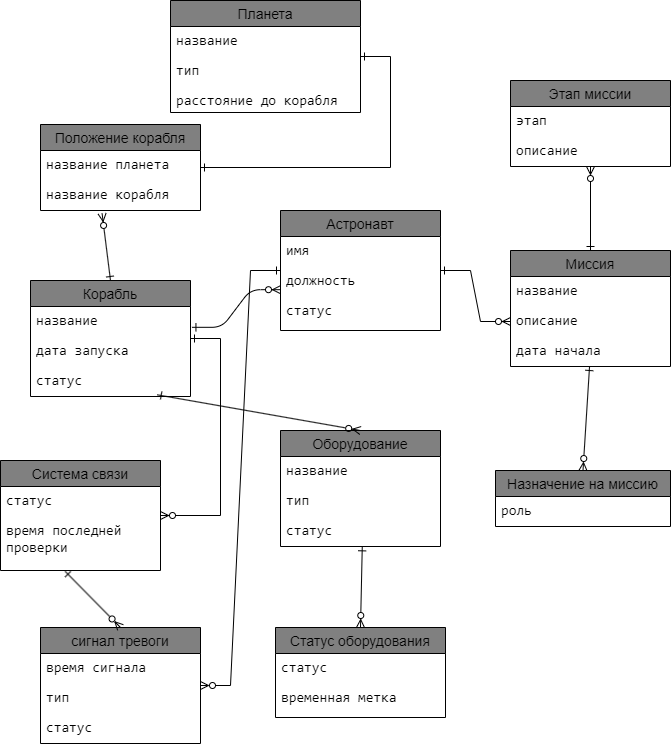 Планета
название
тип
расстояние до корабля
Положение корабля
название планета
название корабля
Этап миссии
этап
описание
Астронавт
имя
должность
статус
Миссия
название
описание
дата начала
Корабль
название
дата запуска
статус
Оборудование
название
тип
статус
Система связи
статус
время последней
проверки
Назначение на миссию
роль
сигнал тревоги
время сигнала
тип
статус
Статус оборудования
статус
временная метка